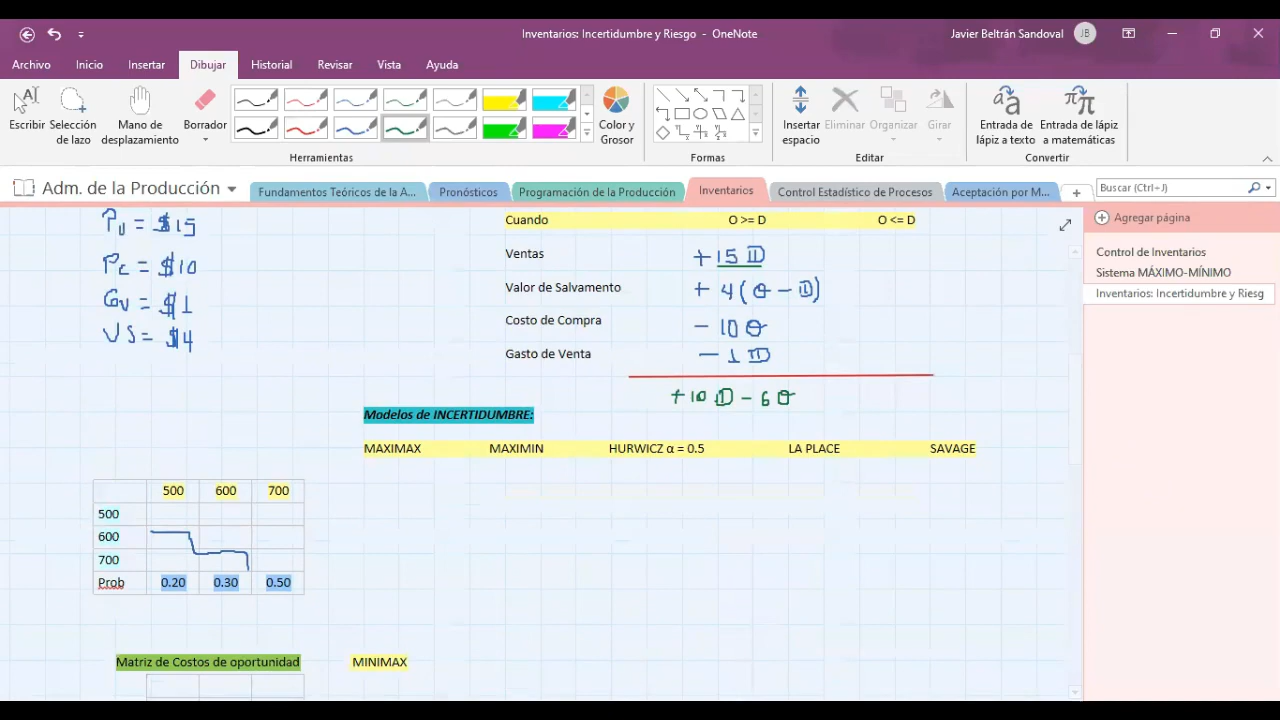 Inventarios: Incertidumbre y Riesgo - OneNote
Javier Beltrán Sandoval JB
Archivo Inicio Insertar Dibujar Historial Revisar Vista Ayuda
Escribir
Selección de lazo
Mano de desplazamiento
Borrador
Color y Grosor
Insertar espacio
Eliminar
Organizar
Girar
Entrada de lápiz a texto
Entrada de lápiz a matemáticas
Herramientas Formas Editar Convertir
Adm. de la Producción
Fundamentos Teóricos de la A... Pronósticos Programación de la Producción Inventarios Control Estadístico de Procesos Aceptación por M...
Buscar (Ctrl+J)
Agregar página
Control de Inventarios
Sistema MÁXIMO-MÍNIMO
Inventarios: Incertidumbre y Riesg
Pu = $15
Pc = $10
Gv = $1
VS = $4
Cuando O >= D O <= D
Ventas + 15 D
Valor de Salvamento + 4(O - D)
Costo de Compra - 10 O
Gasto de Venta - 1 D
+ 10 D - 6 O
Modelos de INCERTIDUMBRE:
MAXIMAX MAXIMIN HURWICZ α = 0.5 LA PLACE SAVAGE
500 600 700
500
600
700
Prob 0.20 0.30 0.50
Matriz de Costos de oportunidad MINIMAX